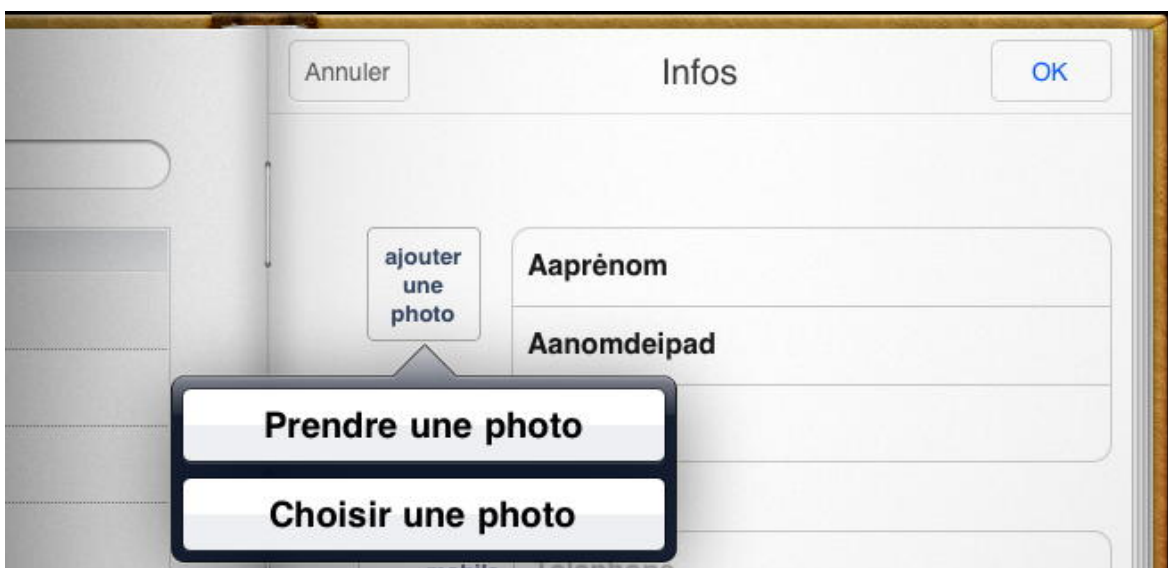 Annuler
Infos
OK
ajouter
une
photo
Aaprénom
Aanomdeipad
Prendre une photo
Choisir une photo